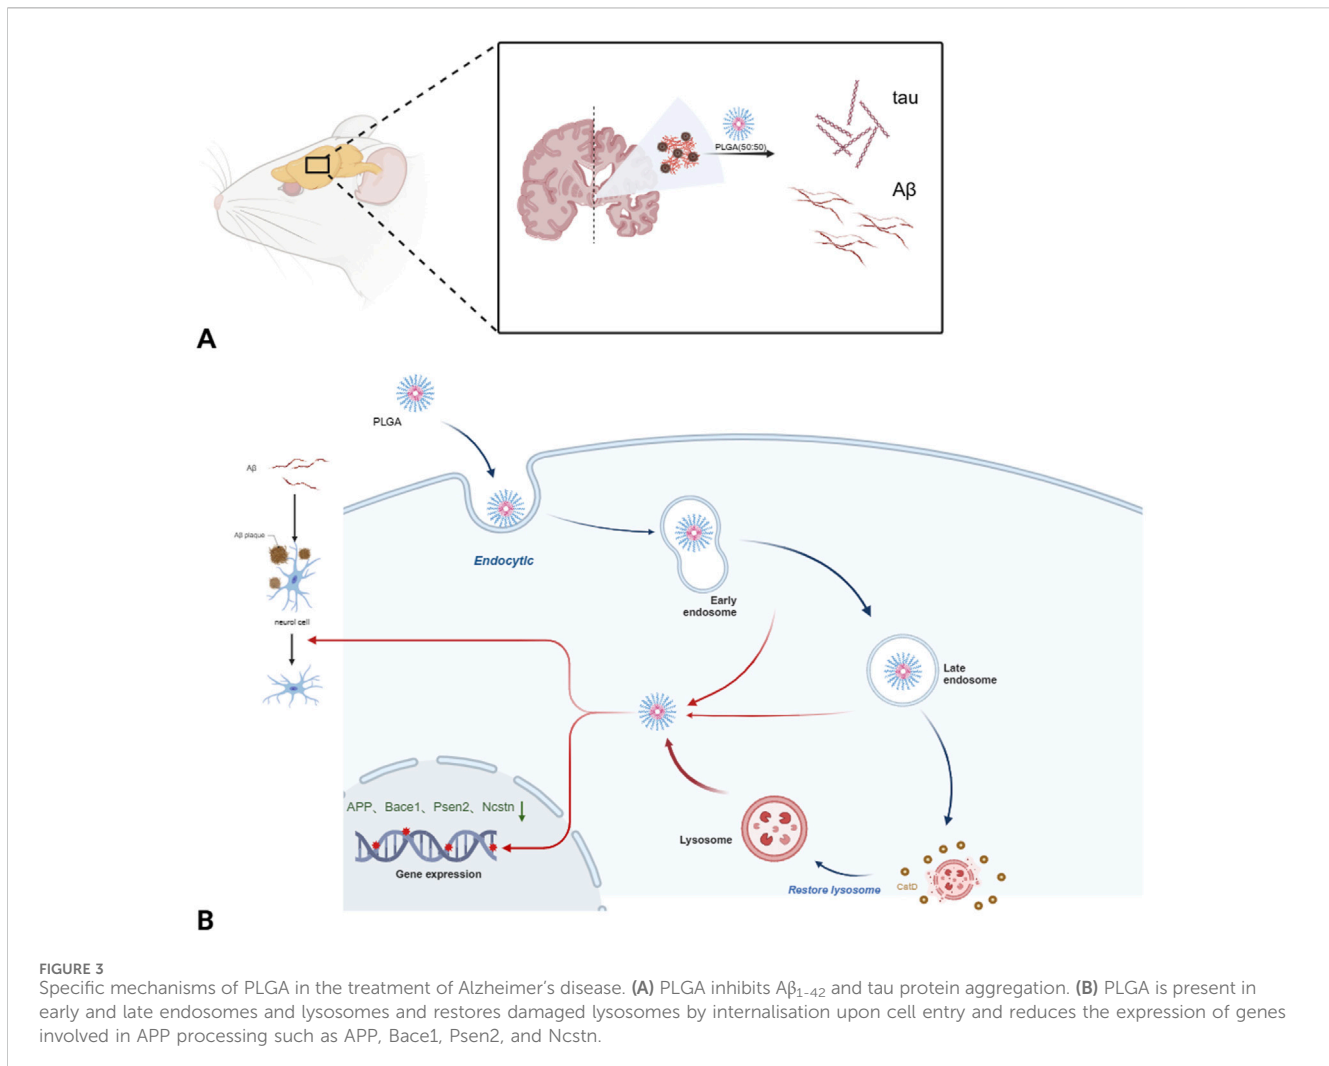 tau
PLGA(50:50)
Aβ
A
PLGA
Aβ
Aβ plaque
Endocytic
Early
endosome
neurol cell
Late
endosome
APP、Bace1、Psen2、Ncstn
Lysosome
Gene expression
CatD
Restore lysosome
B
FIGURE 3
Specific mechanisms of PLGA in the treatment of Alzheimer's disease. (A) PLGA inhibits Aβ1-42 and tau protein aggregation. (B) PLGA is present in
early and late endosomes and lysosomes and restores damaged lysosomes by internalisation upon cell entry and reduces the expression of genes
involved in APP processing such as APP, Bace1, Psen2, and Ncstn.